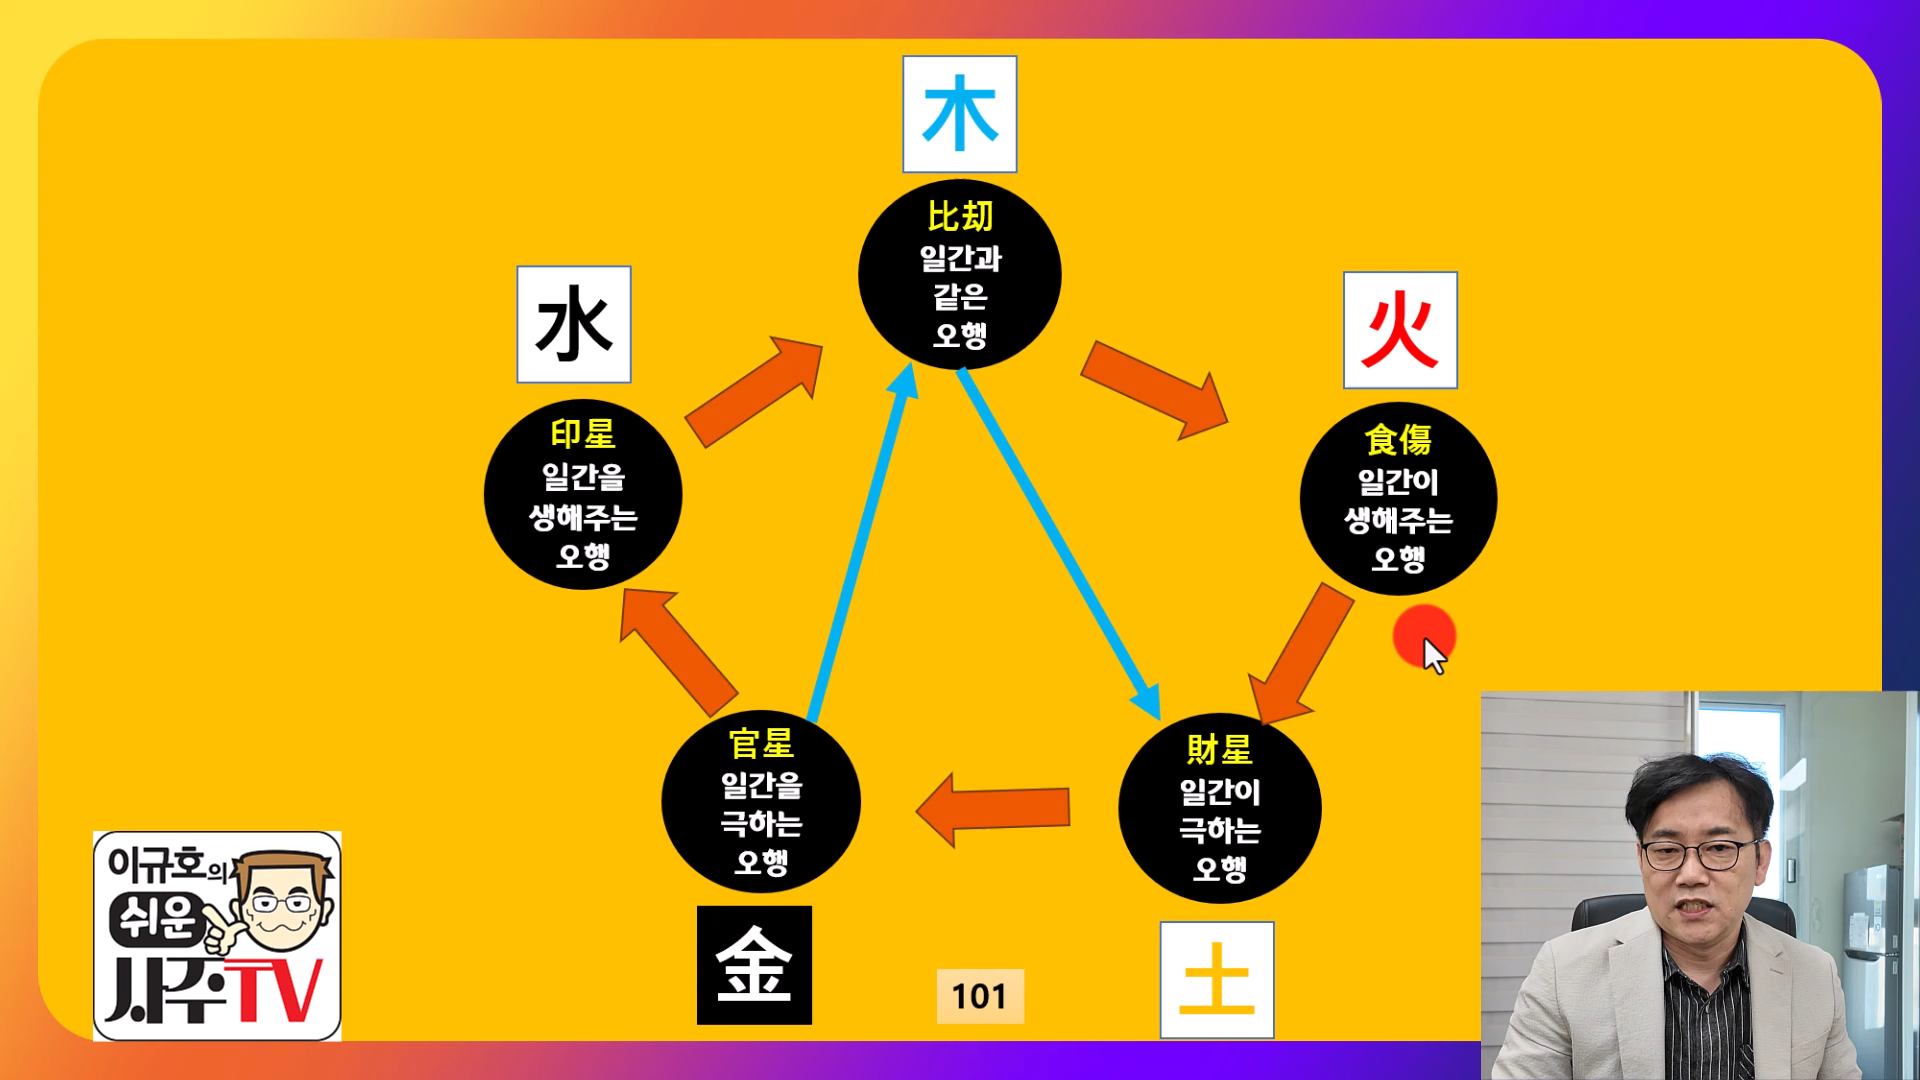 木
比劫
일간과
같은
오행
水
印星
일간을
생해주는
오행
火
食傷
일간이
생해주는
오행
官星
일간을
극하는
오행
金
財星
일간이
극하는
오행
土
101
이규호의
쉬운
사주TV